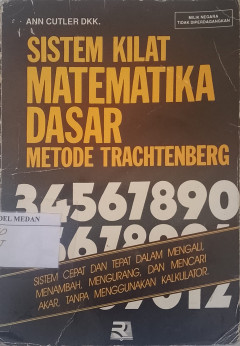 ANN CUTLER DKK.
MILIK NEGARA
TIDAK DIPERDAGANGKAN
SISTEM KILAT
MATEMATIKA
DASAR
METODE TRACHTENBERG
34567890
DEL MEDAN
SISTEM CEPAT DAN TEPAT DALAM MENGALI,
MENAMBAH, MENGURANG, DAN MENCARI
AKAR, TANPA MENGGUNAKAN KALKULATOR.